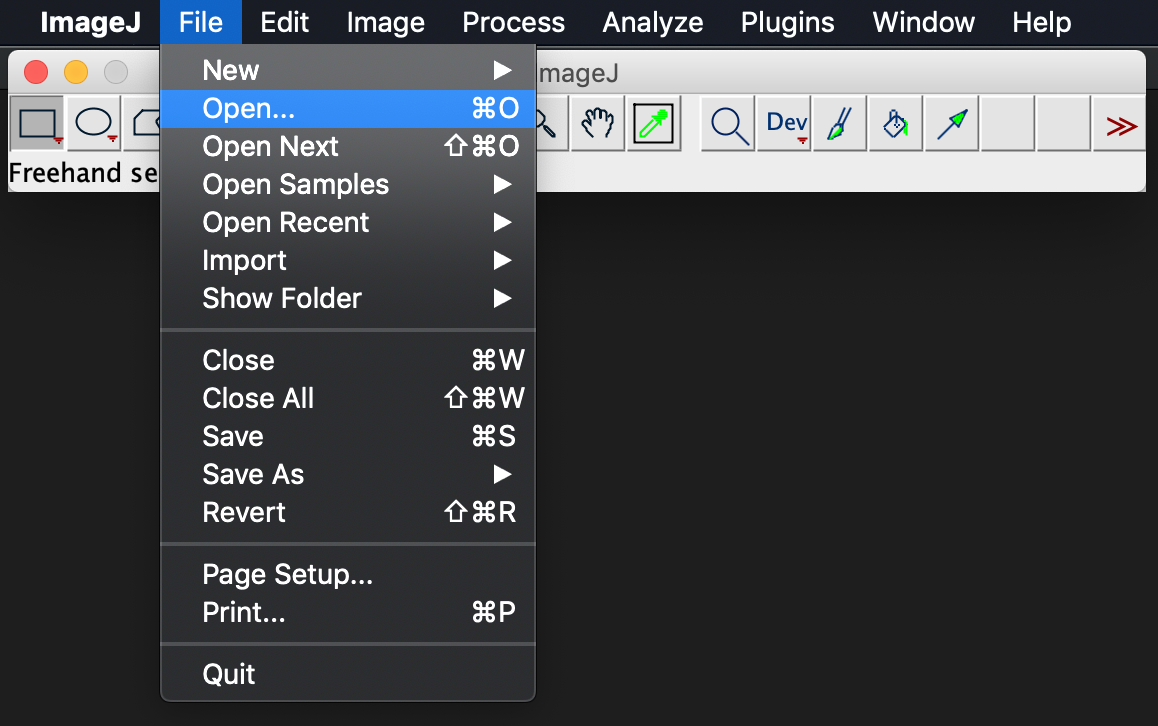 ImageJ File Edit Image Process Analyze Plugins Window Help
mageJ
New ▶
Open... ⌘O
Open Next ⇧⌘O
Open Samples ▶
Open Recent ▶
Import ▶
Show Folder ▶
Close ⌘W
Close All ⇧⌘W
Save ⌘S
Save As ▶
Revert ⇧⌘R
Page Setup...
Print... ⌘P
Quit
Dev
Freehand se